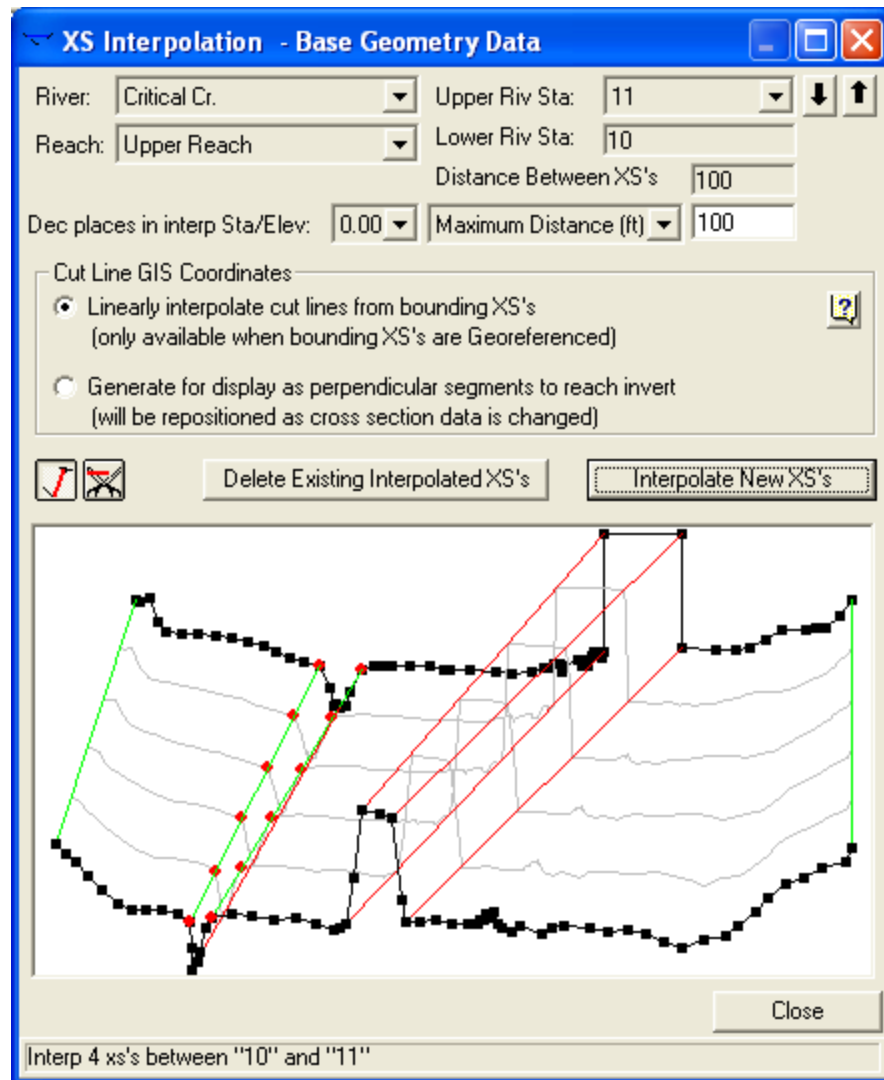 XS Interpolation - Base Geometry Data
River: Critical Cr. Upper Riv Sta: 11
Reach: Upper Reach Lower Riv Sta: 10
Distance Between XS's 100
Dec places in interp Sta/Elev: 0.00 Maximum Distance (ft) 100
Cut Line GIS Coordinates
Linearly interpolate cut lines from bounding XS's
(only available when bounding XS's are Georeferenced)
Generate for display as perpendicular segments to reach invert
(will be repositioned as cross section data is changed)
Delete Existing Interpolated XS's Interpolate New XS's
Close
Interp 4 xs's between "10" and "11"